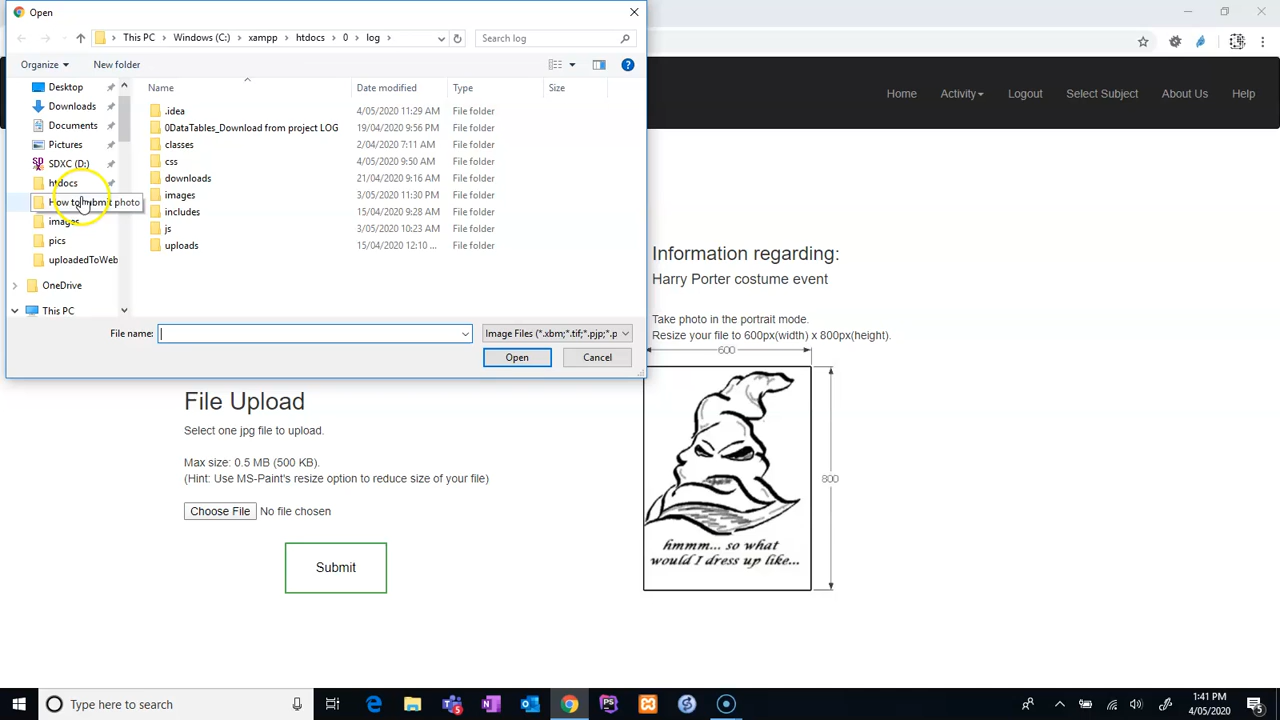 Open
This PC > Windows (C:) > xampp > htdocs > 0 > log >
Search log
Organize
New folder
Name
Date modified
Type
Size
Desktop
Downloads
Documents
Pictures
SDXC (D:)
htdocs
How to submit photo
images
pics
uploadedToWeb
OneDrive
This PC
.idea 4/05/2020 11:29 AM File folder
0DataTables_Download from project LOG 19/04/2020 9:56 PM File folder
classes 2/04/2020 7:11 AM File folder
css 4/05/2020 9:50 AM File folder
downloads 21/04/2020 9:16 AM File folder
images 3/05/2020 11:30 PM File folder
includes 15/04/2020 9:28 AM File folder
js 3/05/2020 10:23 AM File folder
uploads 15/04/2020 12:10 ... File folder
File name:
Image Files (*.xbm;*.tif;*.pjp;*.p
Open
Cancel
Home
Activity
Logout
Select Subject
About Us
Help
Information regarding:
Harry Porter costume event
Take photo in the portrait mode.
Resize your file to 600px(width) x 800px(height).
600
800
hmmm... so what
would I dress up like...
File Upload
Select one jpg file to upload.
Max size: 0.5 MB (500 KB).
(Hint: Use MS-Paint's resize option to reduce size of your file)
Choose File No file chosen
Submit
Type here to search
1:41 PM
4/05/2020